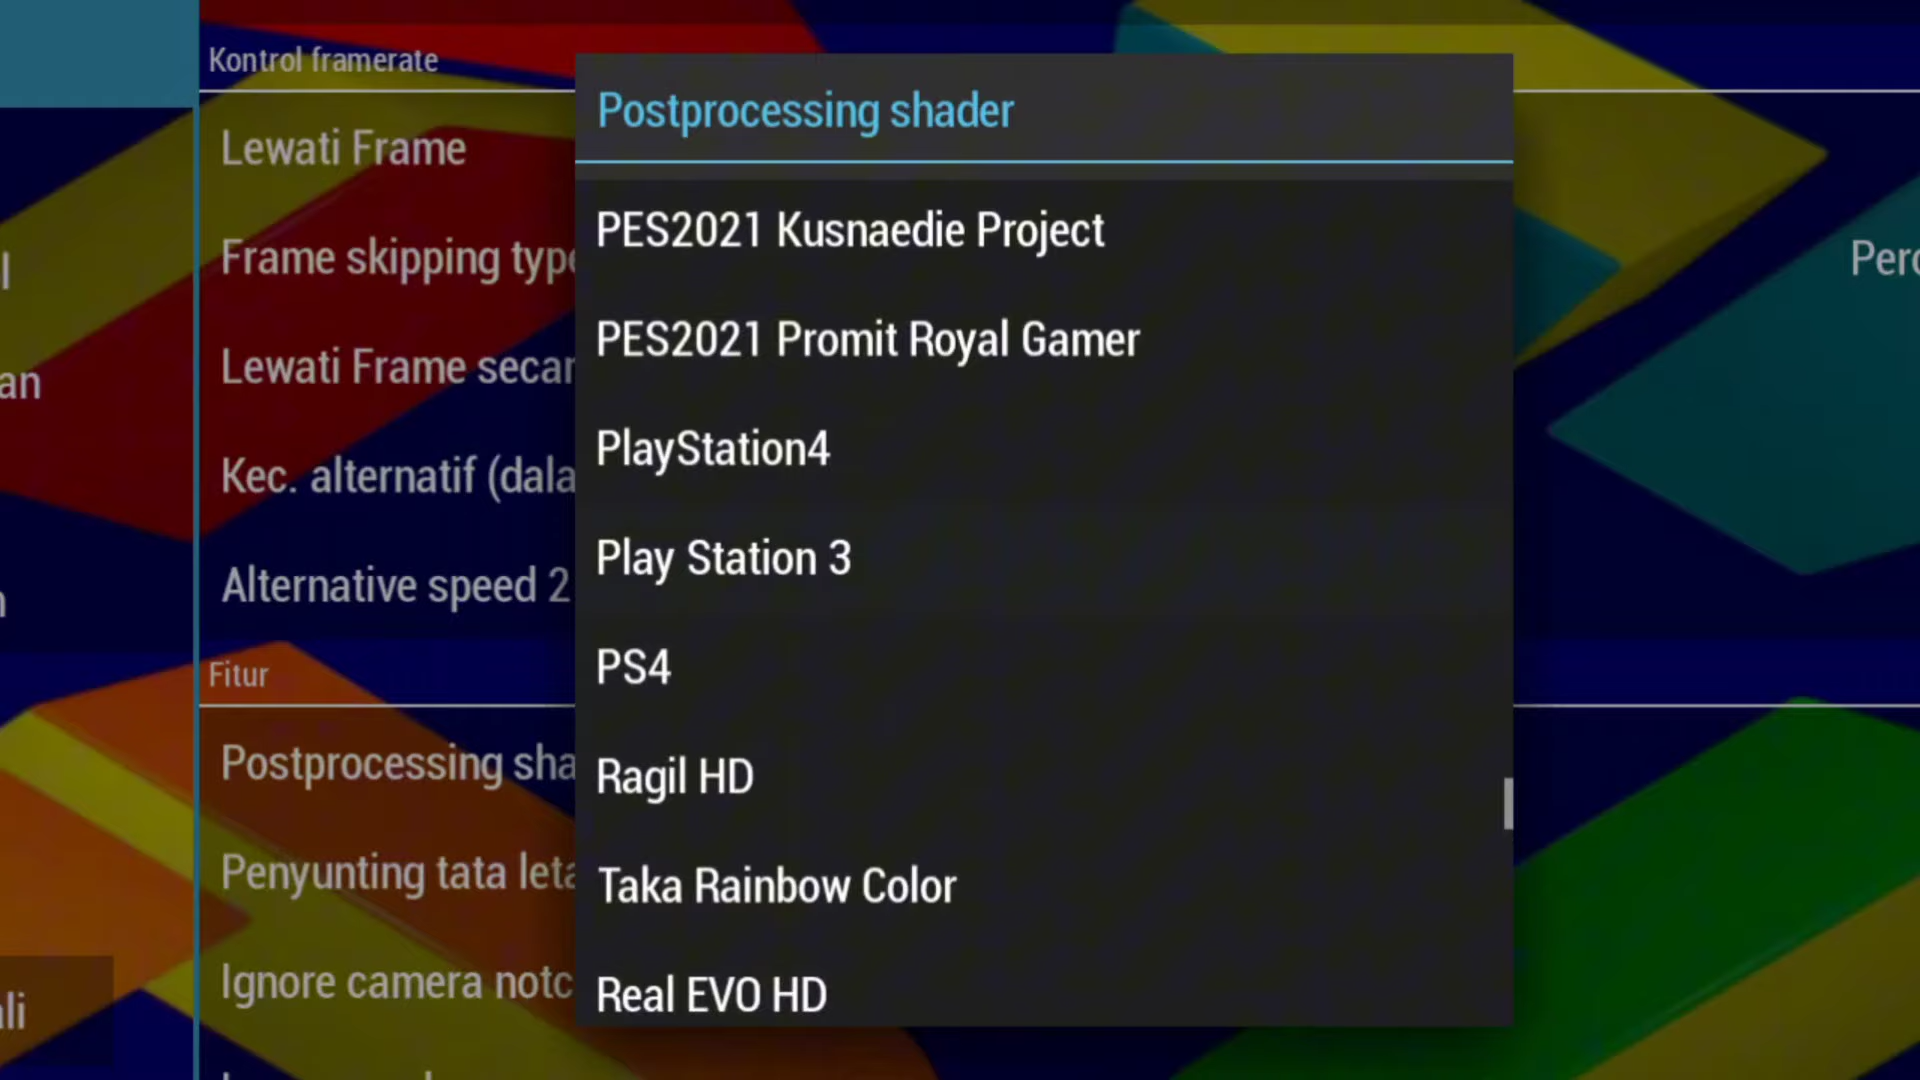 Kontrol framerate
Lewati Frame
Frame skipping type
Lewati Frame secar
Kec. alternatif (dala
Alternative speed 2
Fitur
Postprocessing sha
Penyunting tata leta
Ignore camera notc
Postprocessing shader
PES2021 Kusnaedie Project
PES2021 Promit Royal Gamer
PlayStation4
Play Station 3
PS4
Ragil HD
Taka Rainbow Color
Real EVO HD
an